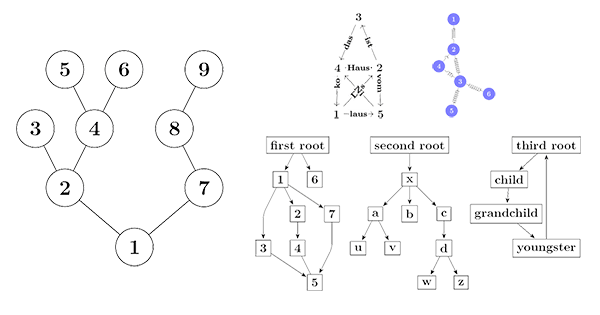 5 6 9
3 4 8
2 7
1
3
das ist
4 Haus 2
ko vom
1 laus 5
1
2
4
3
6
5
first root
1 6
2 7
3 4
5
second root
x
a b c
u v d
w z
third root
child
grandchild
youngster